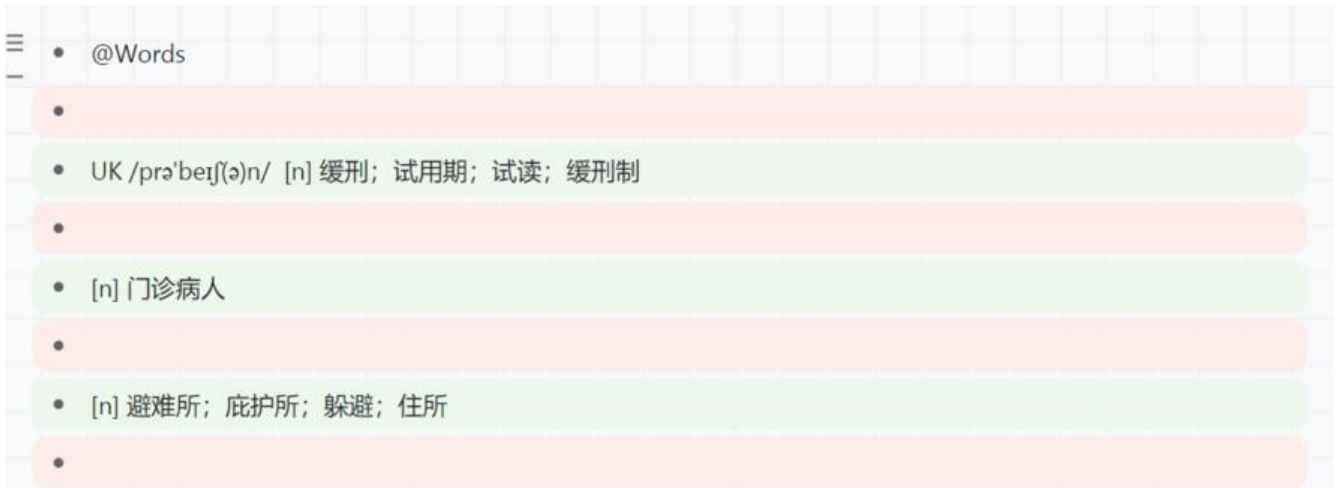 @Words
UK /prə'beɪʃ(ə)n/ [n] 缓刑；试用期；试读；缓刑制
[n] 门诊病人
[n] 避难所；庇护所；躲避；住所